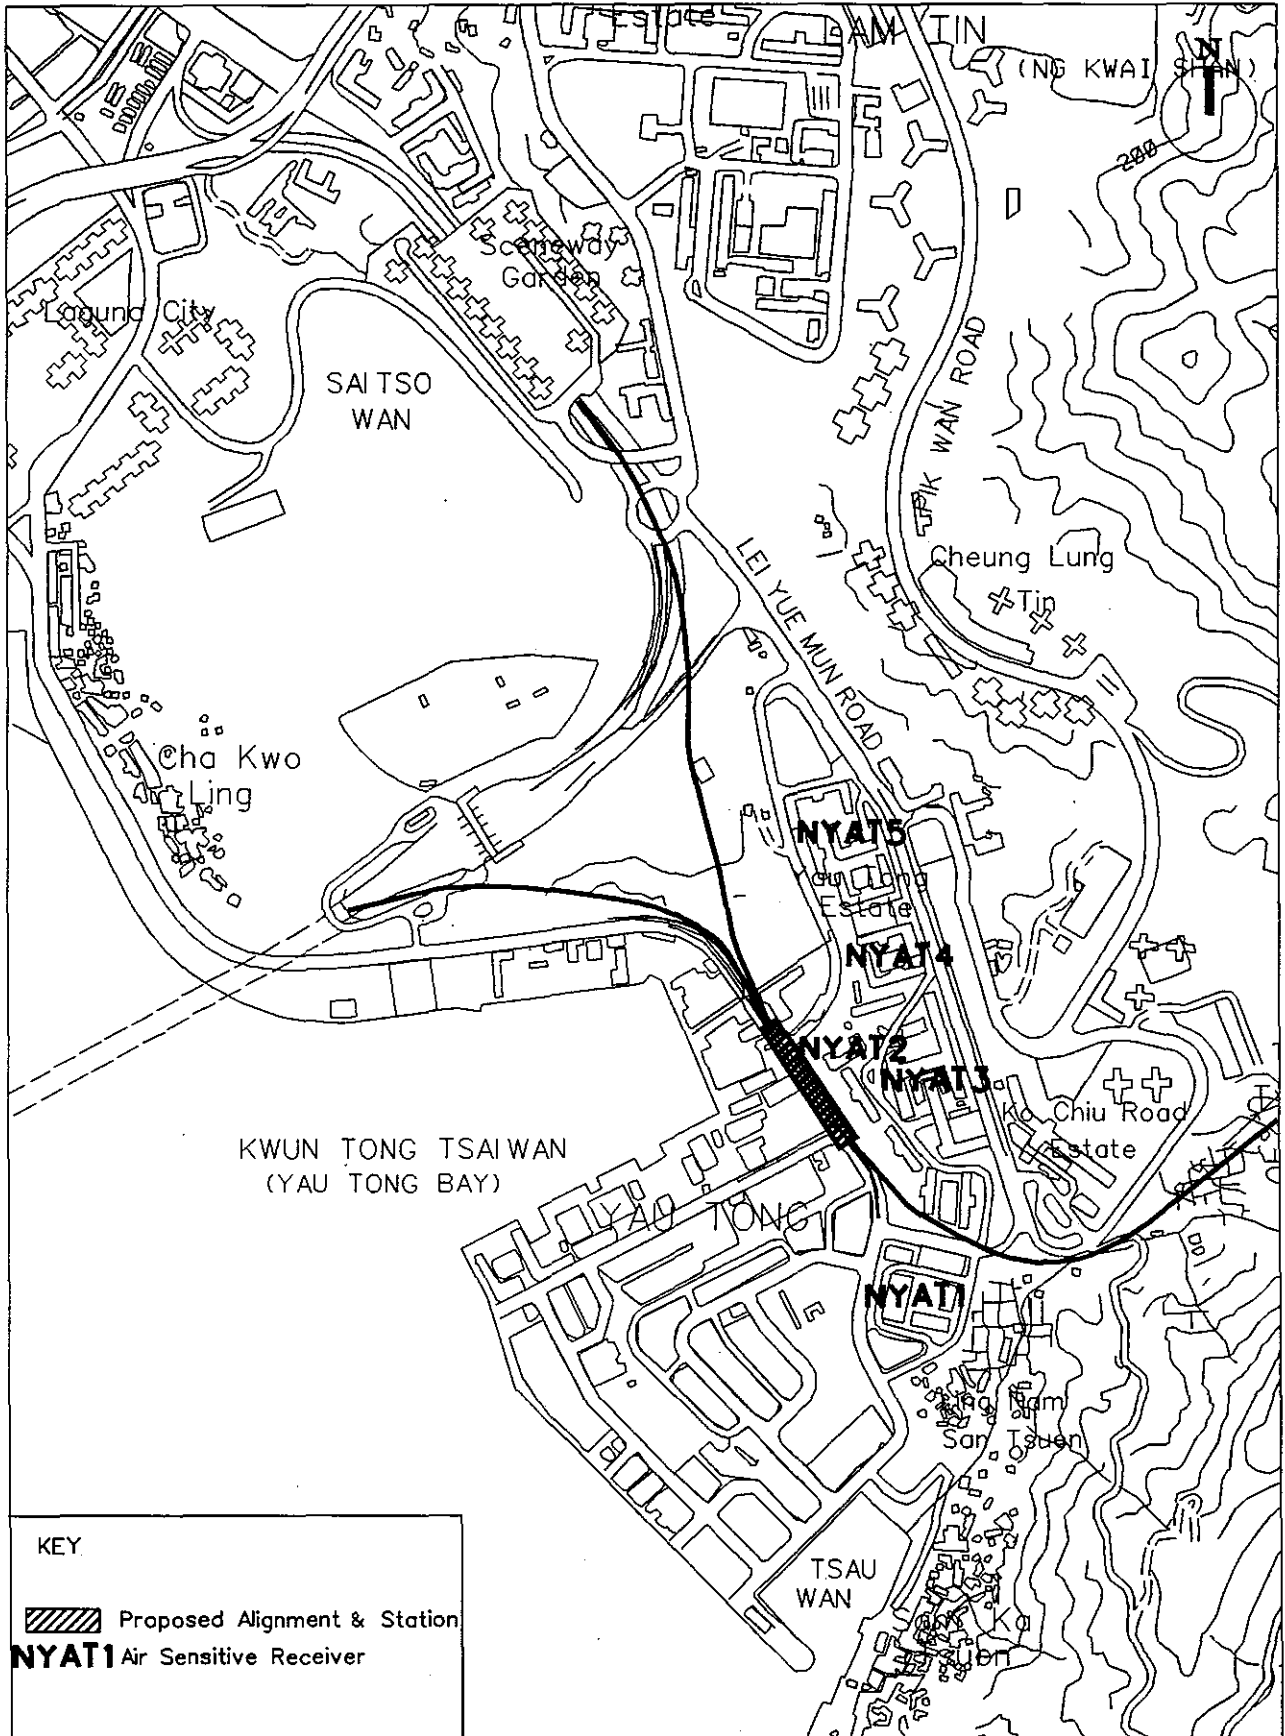 Estate
LAM TIN
N
(NG KWAI SHAN)
200
Sceneway
Garden
Laguna City
SAI TSO
WAN
PIK WAN ROAD
LEI YUE MUN ROAD
Cheung Lung
Tin
Cha Kwo
Ling
NYAT5
Yau Tong
Estate
NYAT4
NYAT2
NYAT3
Ko Chiu Road
Estate
KWUN TONG TSAI WAN
(YAU TONG BAY)
YAU TONG
NYAT1
Ling Nam
San Tsuen
TSAU
WAN
Ka
KEY
Proposed Alignment & Station
NYAT1 Air Sensitive Receiver